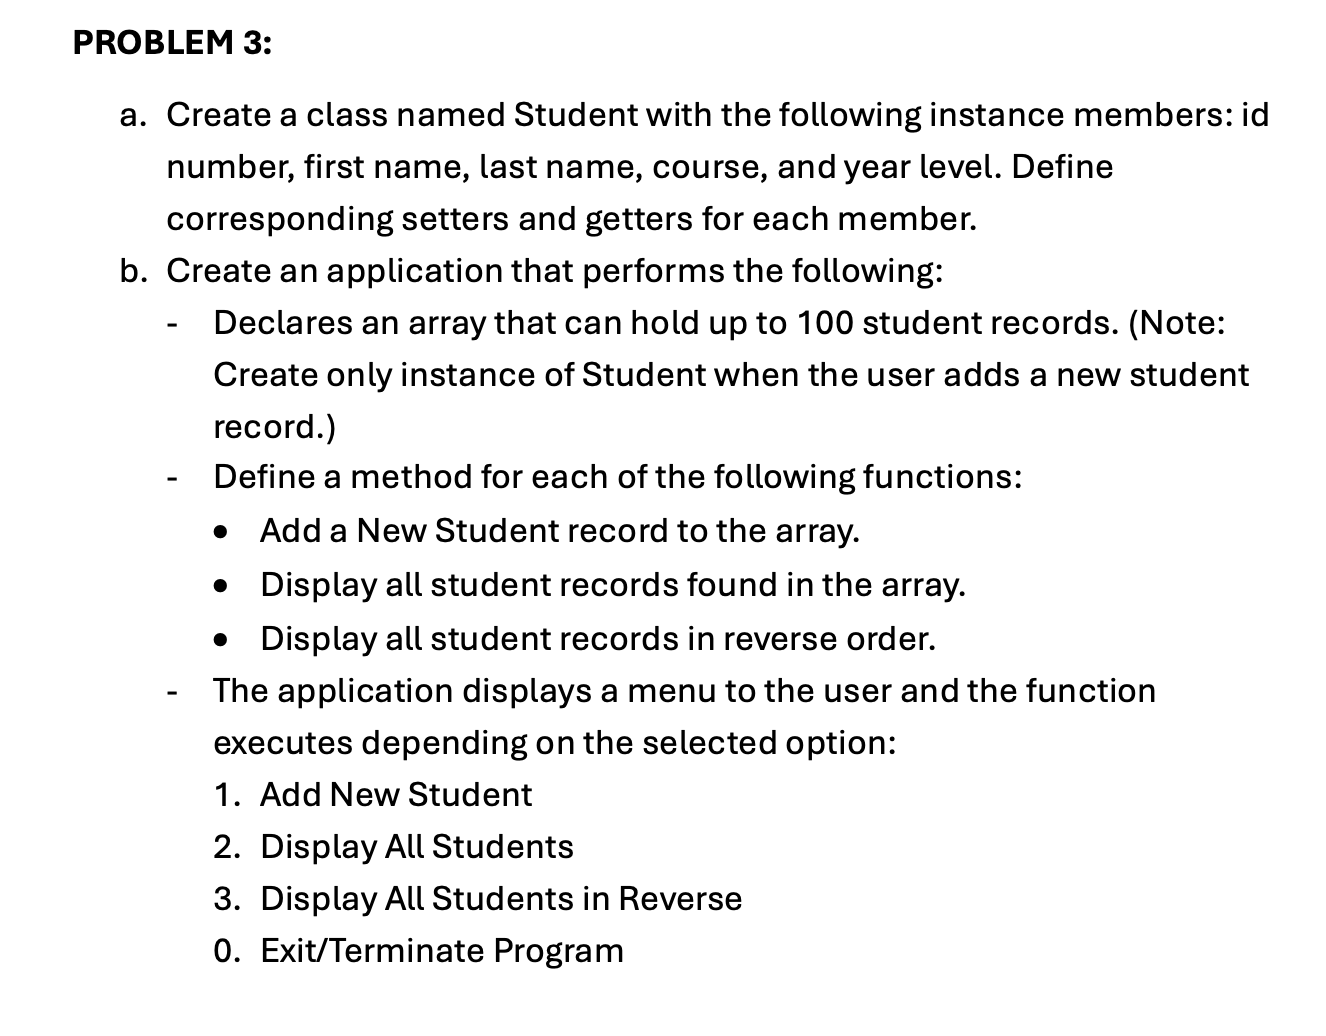 PROBLEM 3:
a. Create a class named Student with the following instance members: id
number, first name, last name, course, and year level. Define
corresponding setters and getters for each member.
b. Create an application that performs the following:
- Declares an array that can hold up to 100 student records. (Note:
Create only instance of Student when the user adds a new student
record.)
- Define a method for each of the following functions:
• Add a New Student record to the array.
• Display all student records found in the array.
• Display all student records in reverse order.
- The application displays a menu to the user and the function
executes depending on the selected option:
1. Add New Student
2. Display All Students
3. Display All Students in Reverse
0. Exit/Terminate Program